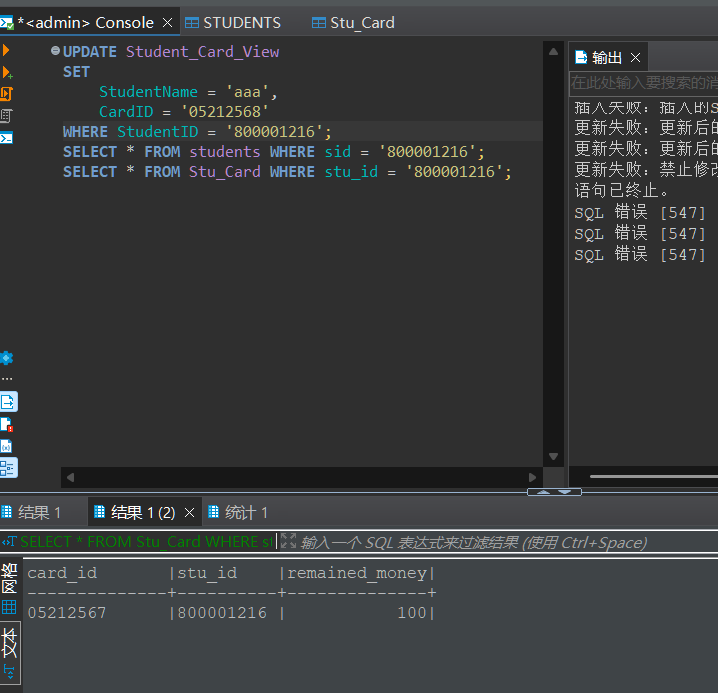 *<admin> Console
STUDENTS
Stu_Card
UPDATE Student_Card_View
SET
StudentName = 'aaa',
CardID = '05212568'
WHERE StudentID = '800001216';
SELECT * FROM students WHERE sid = '800001216';
SELECT * FROM Stu_Card WHERE stu_id = '800001216';
输出
在此处输入要搜索的消
插入失败: 插入的S
更新失败: 更新后的
更新失败: 更新后的
更新失败: 禁止修改
语句已终止。
SQL 错误 [547]
SQL 错误 [547]
SQL 错误 [547]
结果 1
结果 1 (2)
统计 1
SELECT * FROM Stu_Card WHERE st
输入一个 SQL 表达式来过滤结果 (使用 Ctrl+Space)
网格
文本
card_id |stu_id |remained_money|
--------------+----------+--------------+
05212567 |800001216 | 100|